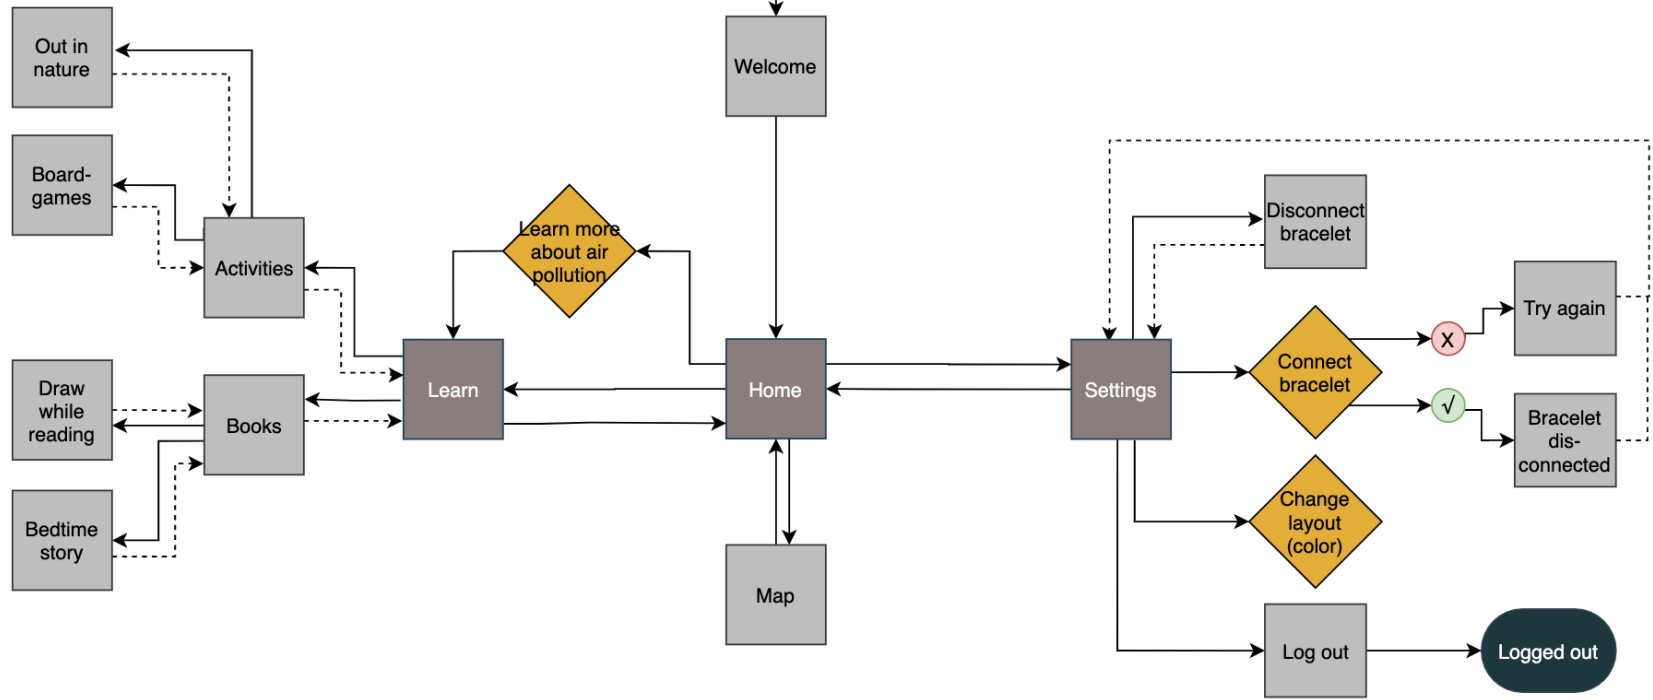 Out in
nature
Welcome
Board-
games
Activities
Learn more
about air
pollution
Disconnect
bracelet
Try again
Draw
while
reading
Books
Learn
Home
Settings
Connect
bracelet
X
√
Bracelet
dis-
connected
Bedtime
story
Map
Change
layout
(color)
Log out
Logged out